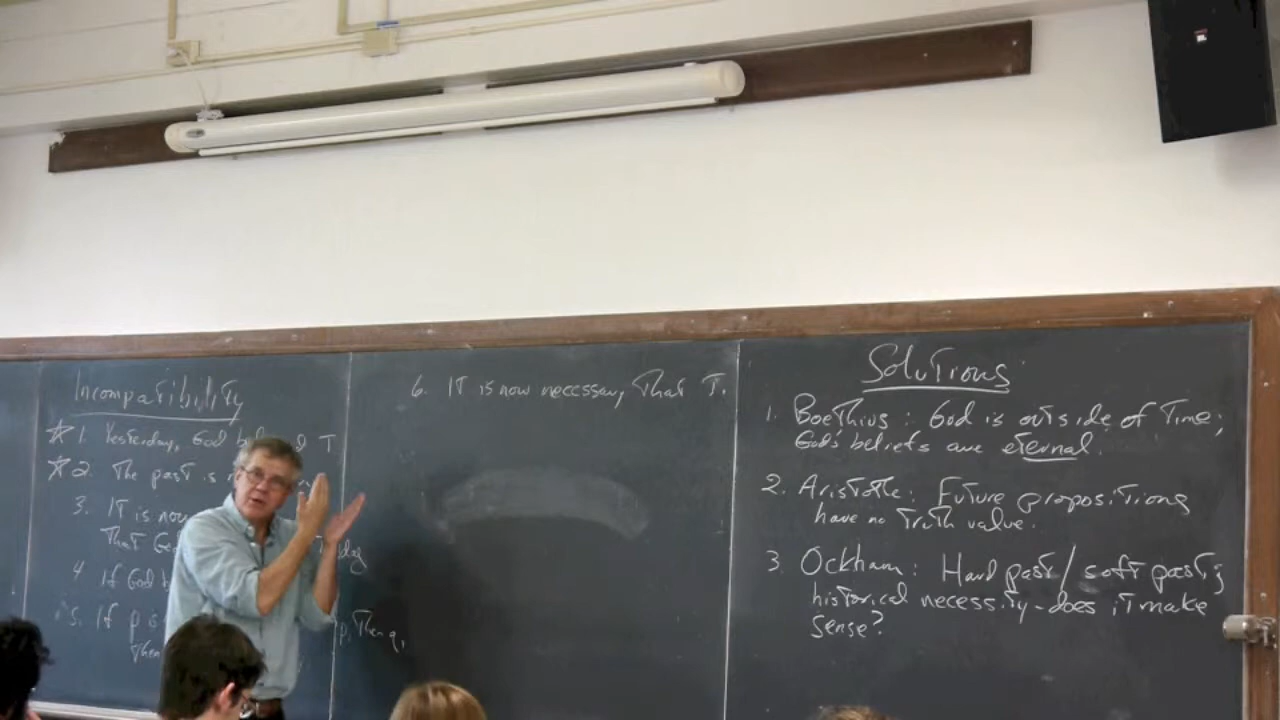 Incompatibility
☆ 1. Yesterday, God T
☆ 2. The past is
3. IT is now
That God
4 If God b
5. If p
p, Then q,
Then
6. IT is now necessary That T.
Solutions
1. Boethius: God is outside of Time;
God's beliefs are eternal.
2. Aristotle: Future propositions
have no Truth value.
3 Ockham: Hard past/soft past;
historical necessity-does iT make
sense?